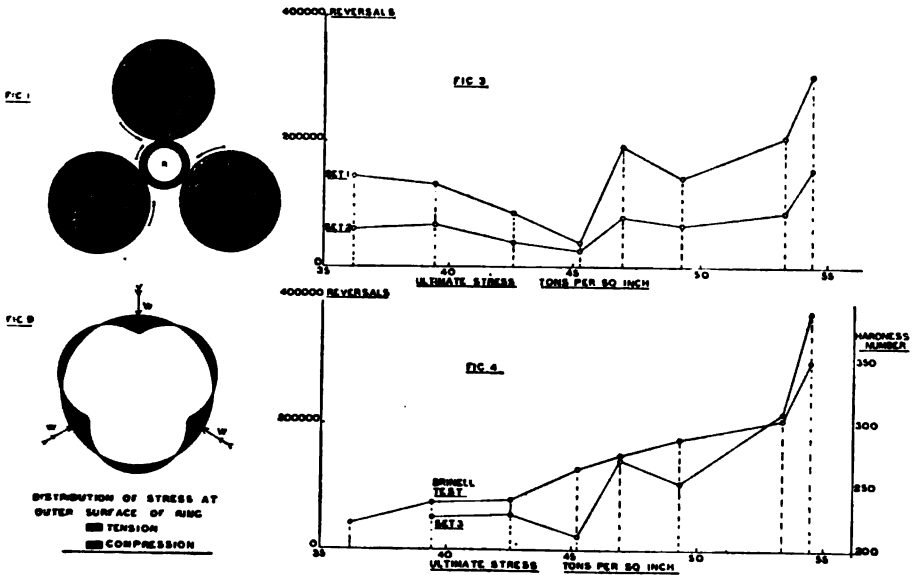 FIG 1
R
400000 REVERSALS
FIG 3
200000
SET 1
SET 2
0
35 40 45 50 55
ULTIMATE STRESS TONS PER SQ INCH
W
W
W
DISTRIBUTION OF STRESS AT
OUTER SURFACE OF RING
TENSION
COMPRESSION
400000 REVERSALS
FIG 4
200000
BRINELL
TEST
SET 3
0
35 40 45 50 55
ULTIMATE STRESS TONS PER SQ INCH
HARDNESS
NUMBER
350
300
250
200